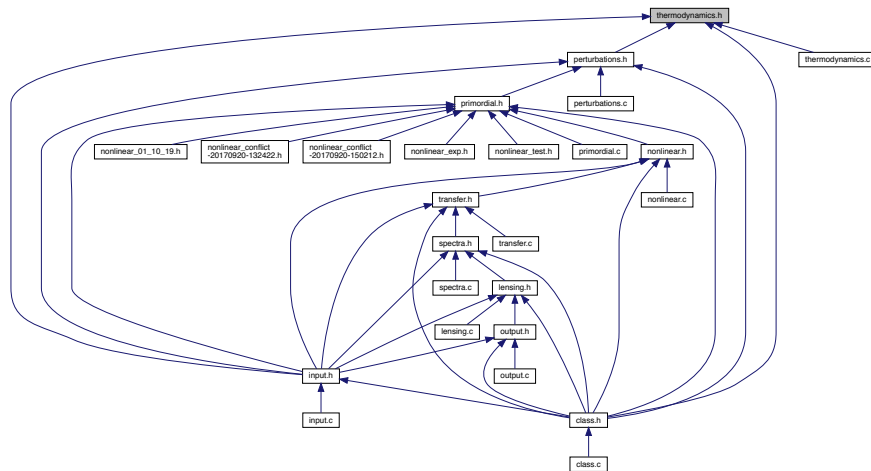 thermodynamics.h
perturbations.h
thermodynamics.c
primordial.h
perturbations.c
nonlinear_01_10_19.h
nonlinear_conflict
-20170920-132422.h
nonlinear_conflict
-20170920-150212.h
nonlinear_exp.h
nonlinear_test.h
primordial.c
nonlinear.h
transfer.h
nonlinear.c
spectra.h
transfer.c
spectra.c
lensing.h
lensing.c
output.h
input.h
output.c
input.c
class.h
class.c